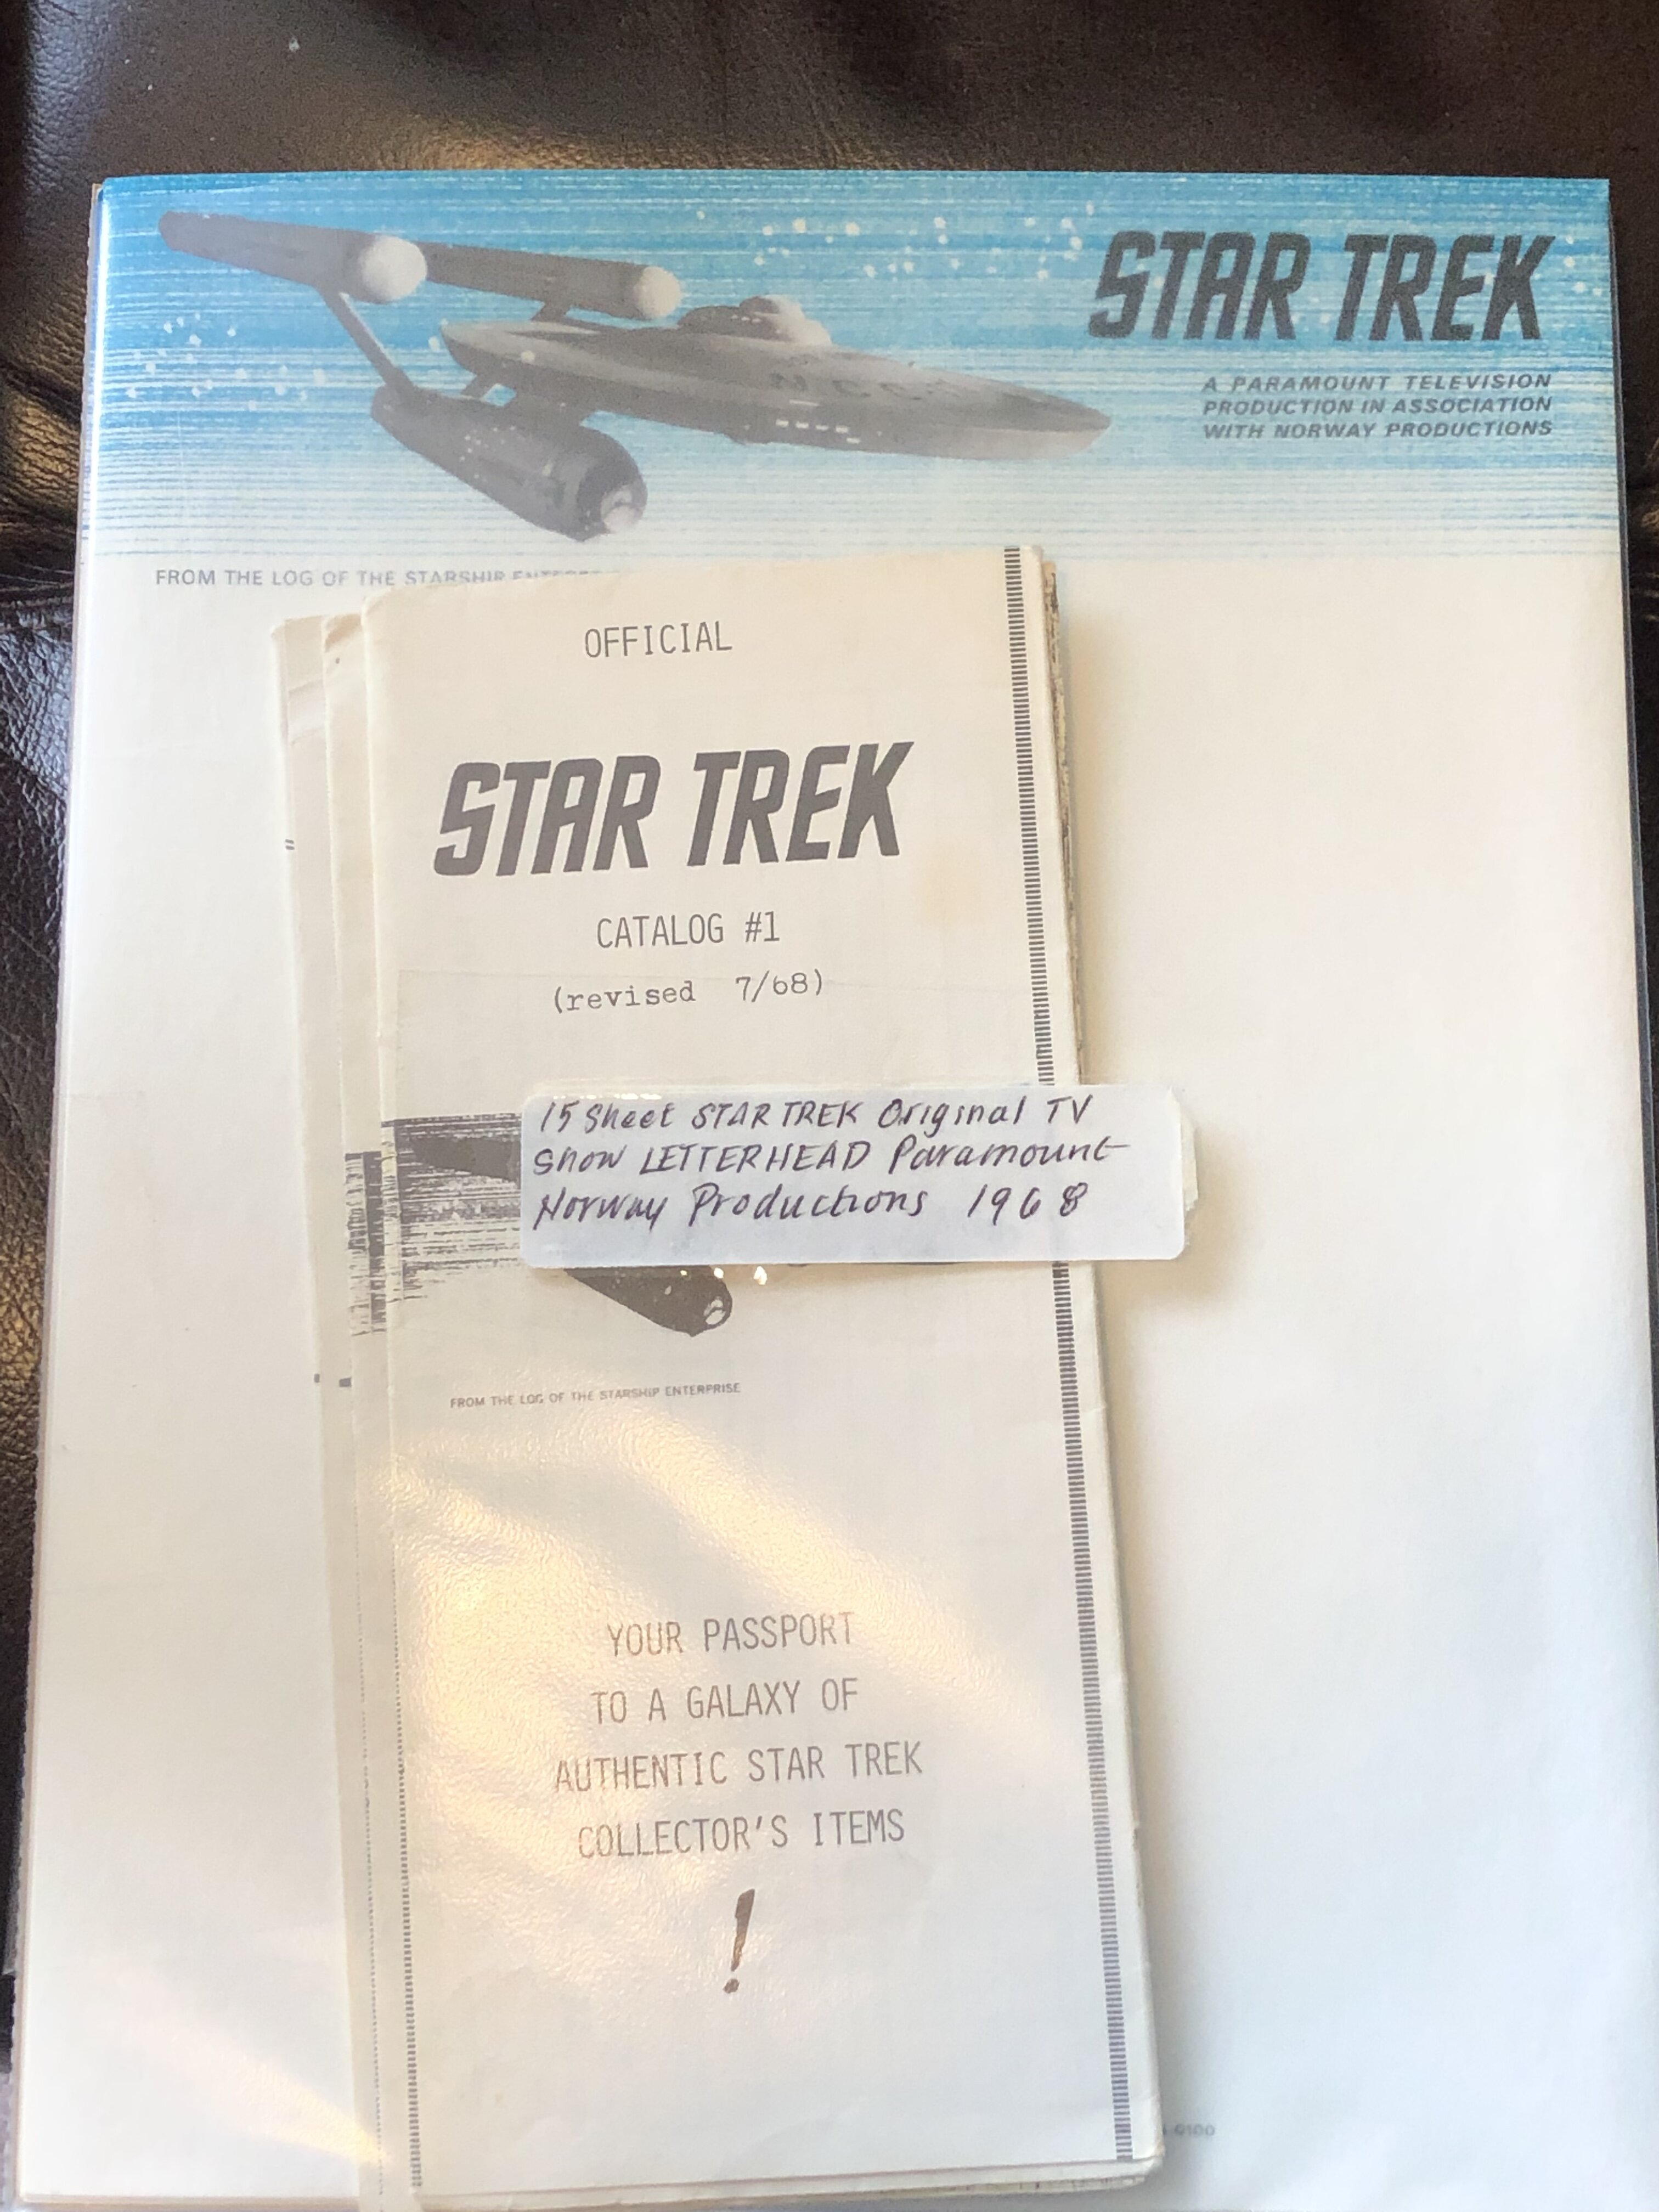 STAR TREK
A PARAMOUNT TELEVISION
PRODUCTION IN ASSOCIATION
WITH NORWAY PRODUCTIONS
FROM THE LOG OF THE STARSHIP
OFFICIAL
STAR TREK
CATALOG #1
(revised 7/68)
15 Sheet STAR TREK Original TV
Show LETTERHEAD Paramount
Norway Productions 1968
FROM THE LOG OF THE STARSHIP ENTERPRISE
YOUR PASSPORT
TO A GALAXY OF
AUTHENTIC STAR TREK
COLLECTOR'S ITEMS
!